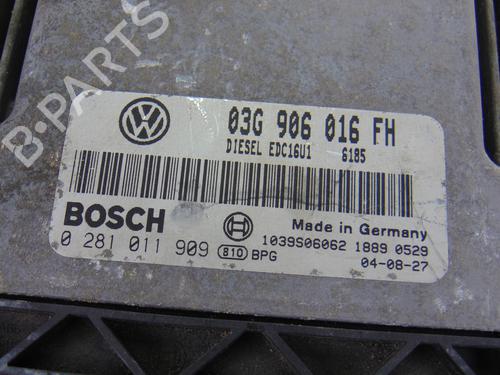 B-PARTS
03G 906 016 FH
DIESEL EDC16U1 6185
BOSCH
Made in Germany
0 281 011 909 810 BPG
1039S06062 1889 0529
04-08-27